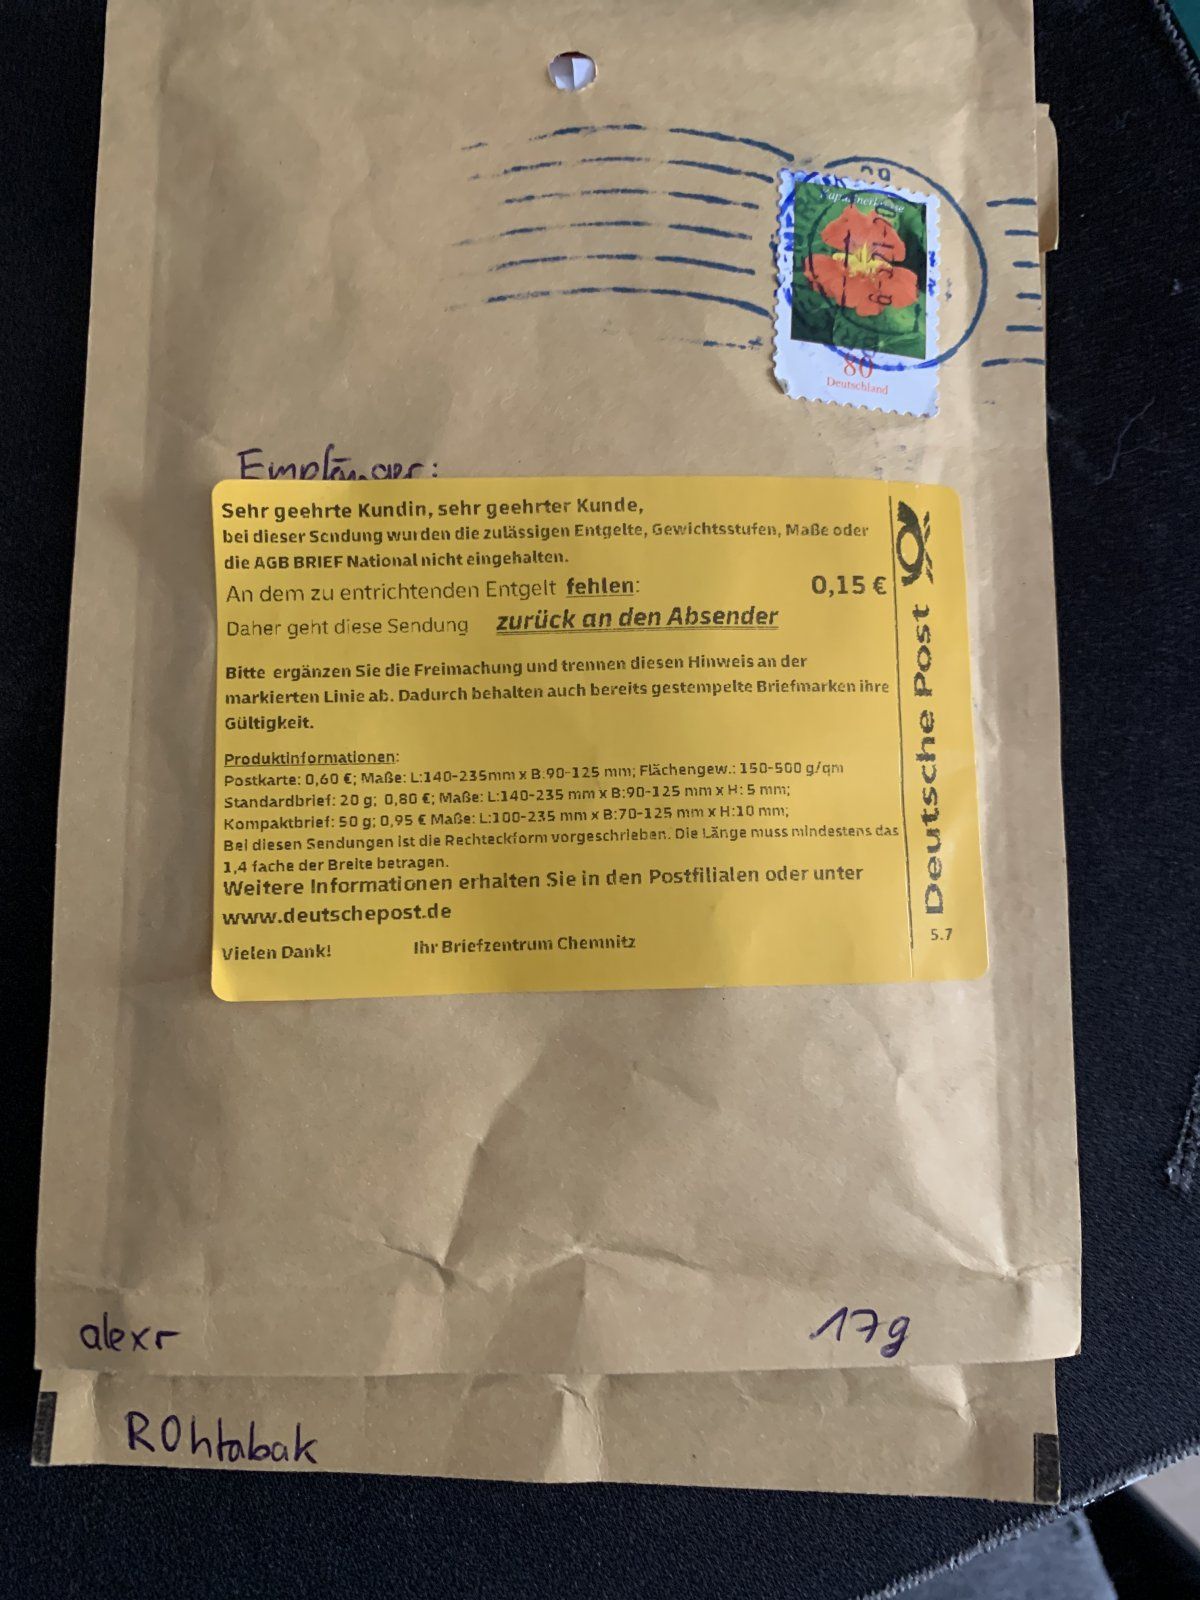 Kapuzinerkresse
80
Deutschland
Empfänger:
Sehr geehrte Kundin, sehr geehrter Kunde,
bei dieser Sendung wurden die zulässigen Entgelte, Gewichtsstufen, Maße oder
die AGB BRIEF National nicht eingehalten.
An dem zu entrichtenden Entgelt fehlen: 0,15 €
Daher geht diese Sendung zurück an den Absender
Bitte ergänzen Sie die Freimachung und trennen diesen Hinweis an der
markierten Linie ab. Dadurch behalten auch bereits gestempelte Briefmarken ihre
Gültigkeit.
Produktinformationen:
Postkarte: 0,60 €; Maße: L:140-235mm x B:90-125 mm; Flächengew.: 150-500 g/qm
Standardbrief: 20 g; 0,80 €; Maße: L:140-235 mm x B:90-125 mm x H: 5 mm;
Kompaktbrief: 50 g; 0,95 € Maße: L:100-235 mm x B:70-125 mm x H:10 mm;
Bei diesen Sendungen ist die Rechteckform vorgeschrieben. Die Länge muss mindestens das
1,4 fache der Breite betragen.
Weitere Informationen erhalten Sie in den Postfilialen oder unter
www.deutschepost.de
Vielen Dank! Ihr Briefzentrum Chemnitz
Deutsche Post
5.7
alexr 17g
ROhtabak